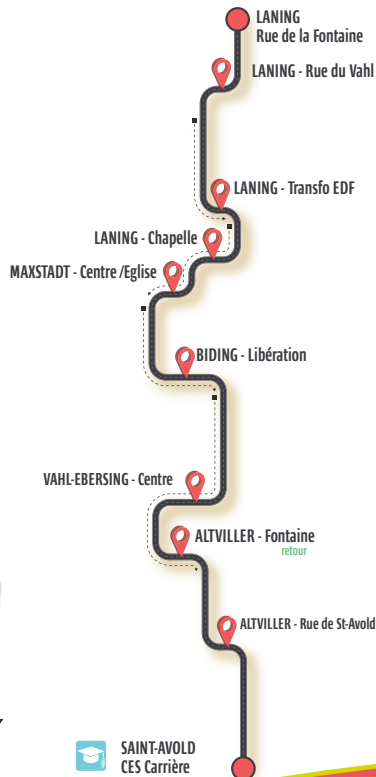 LANING
Rue de la Fontaine
LANING - Rue du Vahl
LANING - Transfo EDF
LANING - Chapelle
MAXSTADT - Centre /Eglise
BIDING - Libération
VAHL-EBERSING - Centre
ALTVILLER - Fontaine
retour
ALTVILLER - Rue de St-Avold
SAINT-AVOLD
CES Carrière